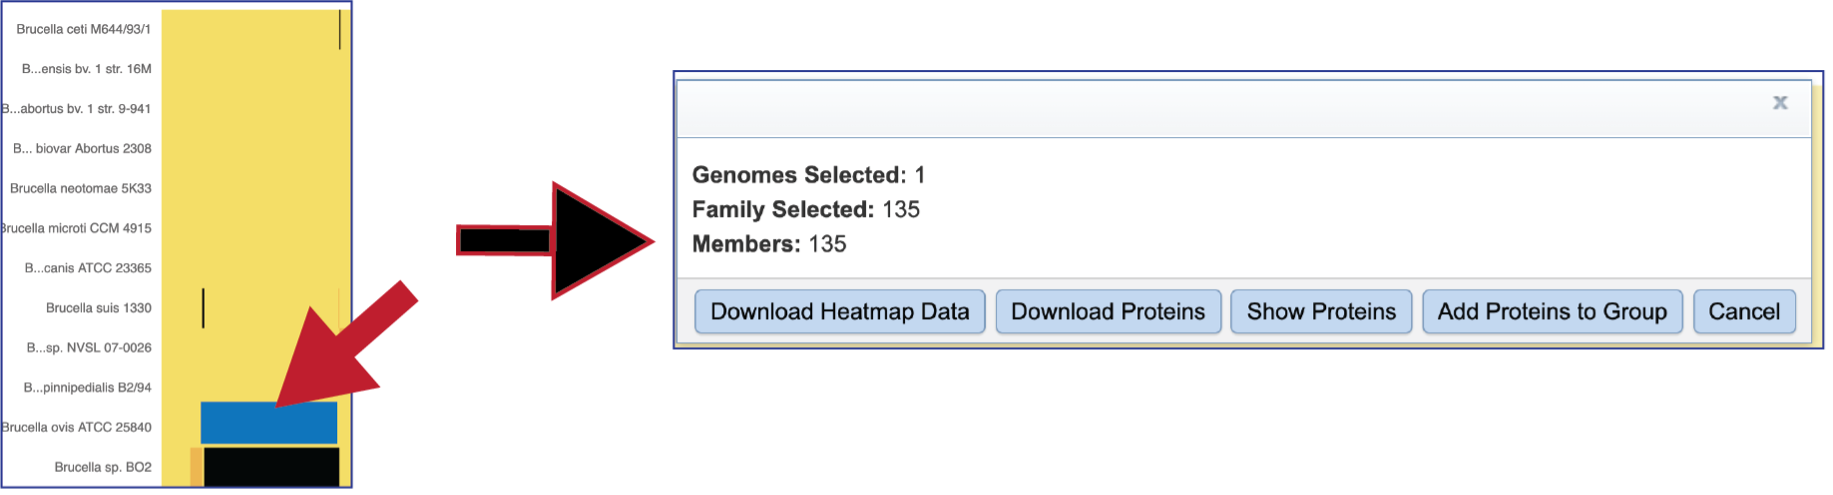 Brucella ceti M644/93/1
B...ensis bv. 1 str. 16M
B...abortus bv. 1 str. 9-941
B... biovar Abortus 2308
Brucella neotomae 5K33
Brucella microti CCM 4915
B...canis ATCC 23365
Brucella suis 1330
B...sp. NVSL 07-0026
B...pinnipedialis B2/94
Brucella ovis ATCC 25840
Brucella sp. BO2
x
Genomes Selected: 1
Family Selected: 135
Members: 135
Download Heatmap Data Download Proteins Show Proteins Add Proteins to Group Cancel